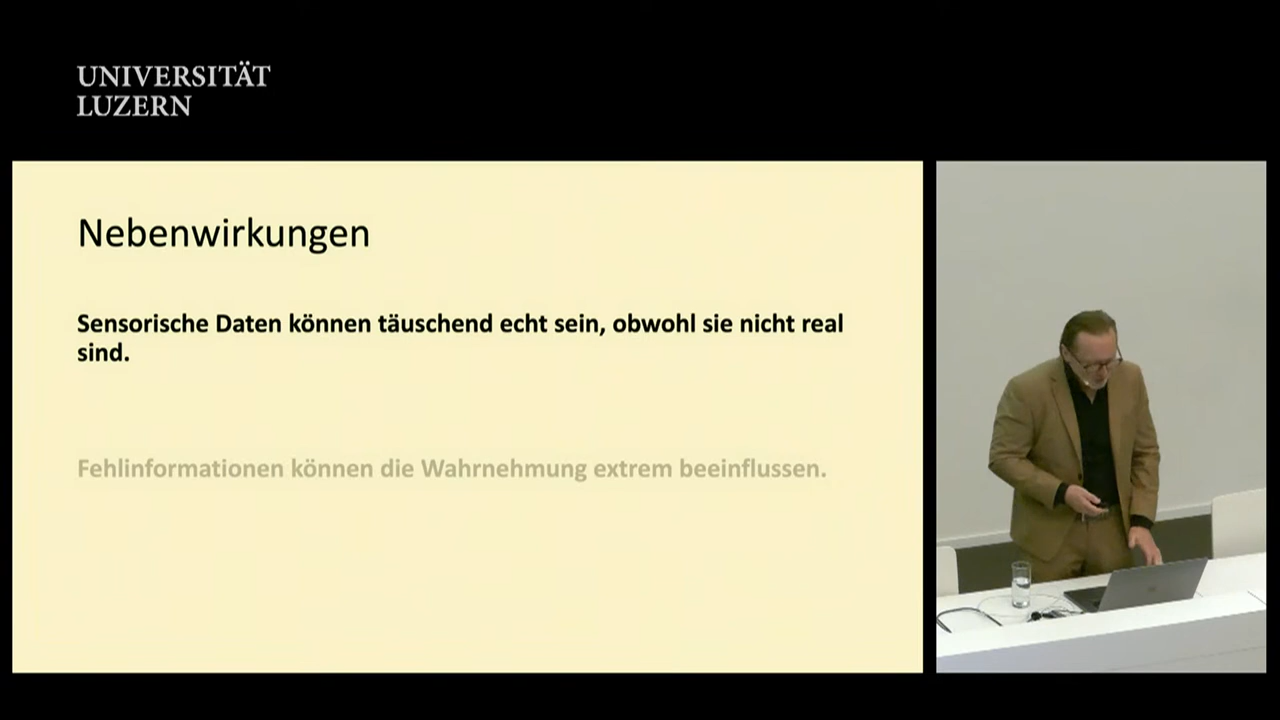 UNIVERSITÄT
LUZERN
Nebenwirkungen
Sensorische Daten können täuschend echt sein, obwohl sie nicht real
sind.
Fehlinformationen können die Wahrnehmung extrem beeinflussen.